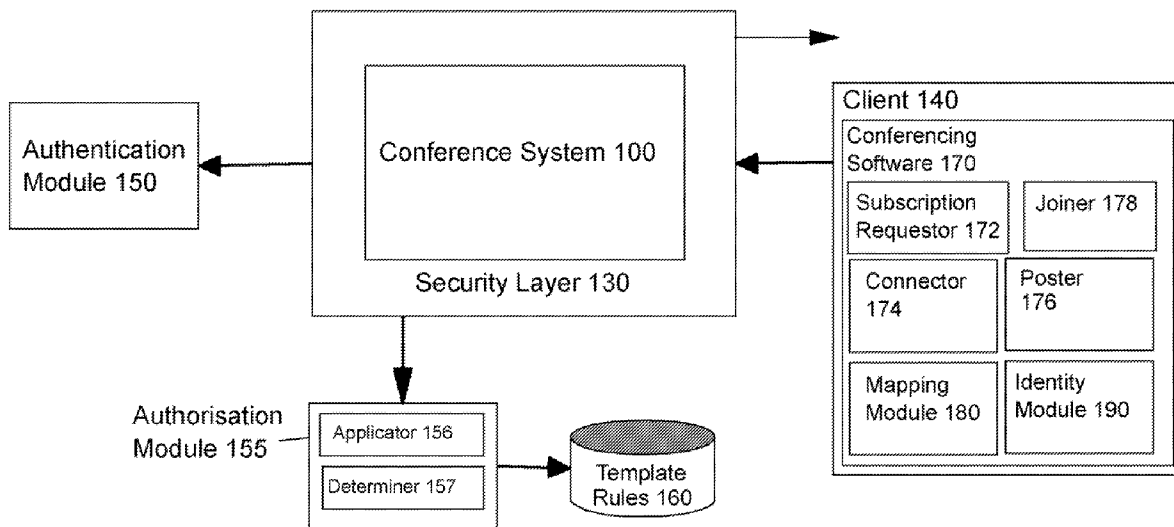 Authentication
Module 150
Conference System 100
Security Layer 130
Client 140
Conferencing
Software 170
Subscription
Requestor 172
Joiner 178
Connector
174
Poster
176
Mapping
Module 180
Identity
Module 190
Authorisation
Module 155
Applicator 156
Determiner 157
Template
Rules 160